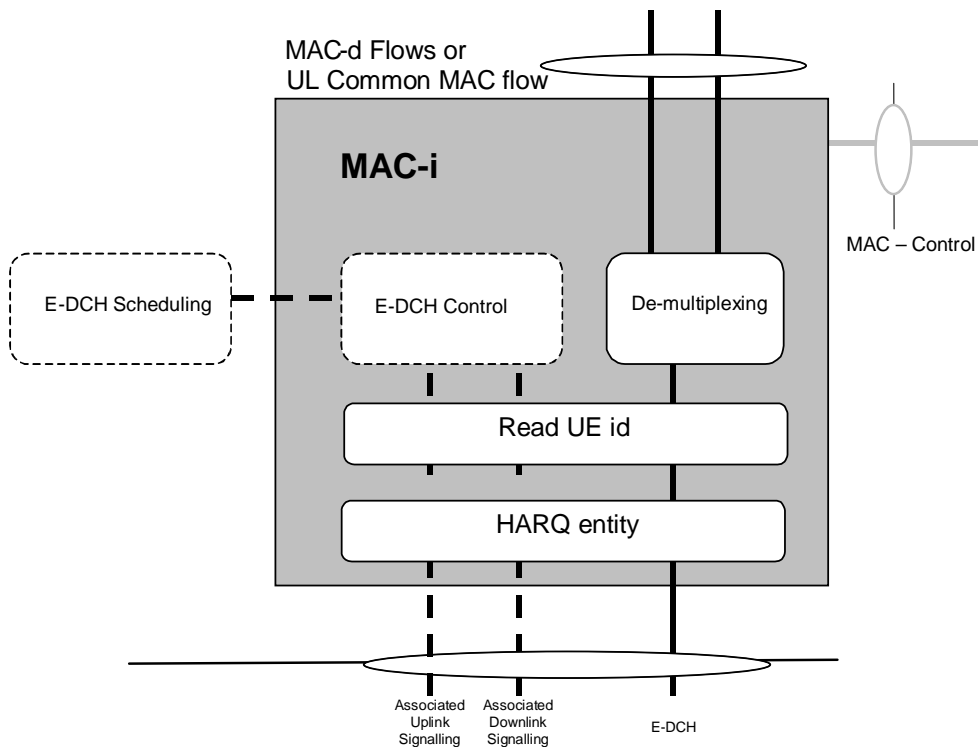 MAC-d Flows or
UL Common MAC flow
MAC-i
MAC – Control
E-DCH Scheduling
E-DCH Control
De-multiplexing
Read UE id
HARQ entity
Associated
Uplink
Signalling
Associated
Downlink
Signalling
E-DCH